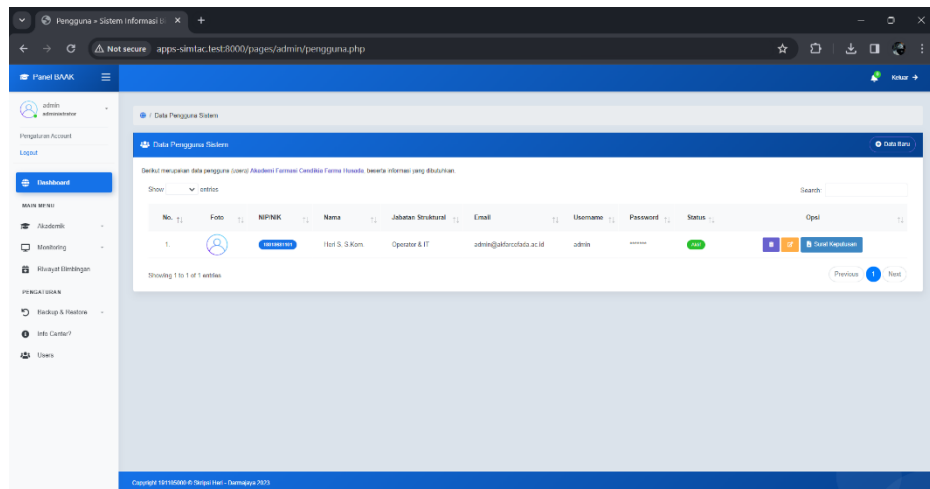 Pengguna » Sistem Informasi Bi
Not secure apps-simtac.test:8000/pages/admin/pengguna.php
Panel BAAK
Keluar
admin
administrator
Pengaturan Account
Logout
Dashboard
MAIN MENU
Akademik
Monitoring
Riwayat Bimbingan
PENGATURAN
Backup & Restore
Info Center?
Users
/ Data Pengguna Sistem
Data Pengguna Sistem
Data Baru
Berikut merupakan data pengguna (users) Akademi Farmasi Cendikia Farma Husada, beserta informasi yang dibutuhkan.
Show entries
Search:
No. Foto NIP/NIK Nama Jabatan Struktural Email Username Password Status Opsi
1. Heri S. S.Kom Operator & IT admin@akfarcefada.ac.id admin ******* Aktif Surat Keputusan
Showing 1 to 1 of 1 entries
Previous 1 Next
Copyright 191105000 © Skripsi Heri - Darmajaya 2023